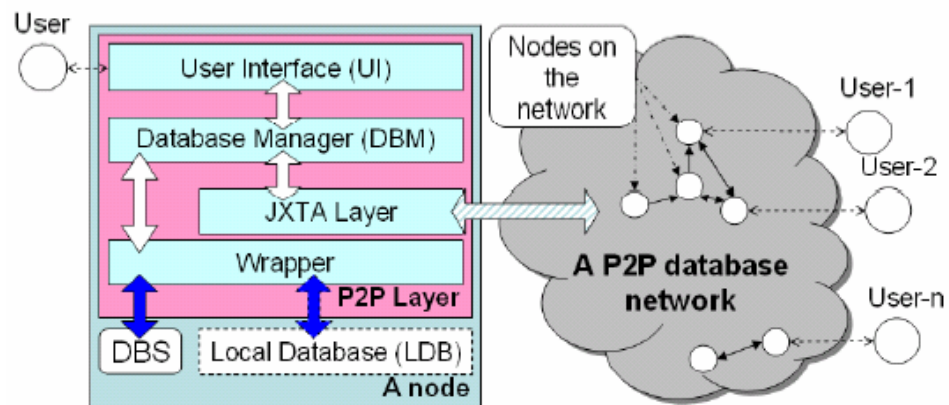 User
User Interface (UI)
Database Manager (DBM)
JXTA Layer
Wrapper
P2P Layer
DBS
Local Database (LDB)
A node
Nodes on
the
network
A P2P database
network
User-1
User-2
User-n